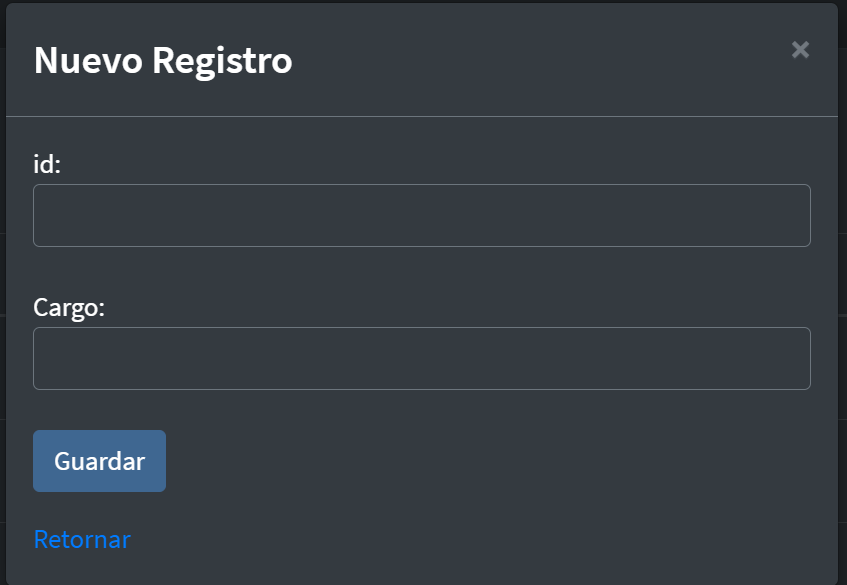 Nuevo Registro
×
id:
Cargo:
Guardar
Retornar